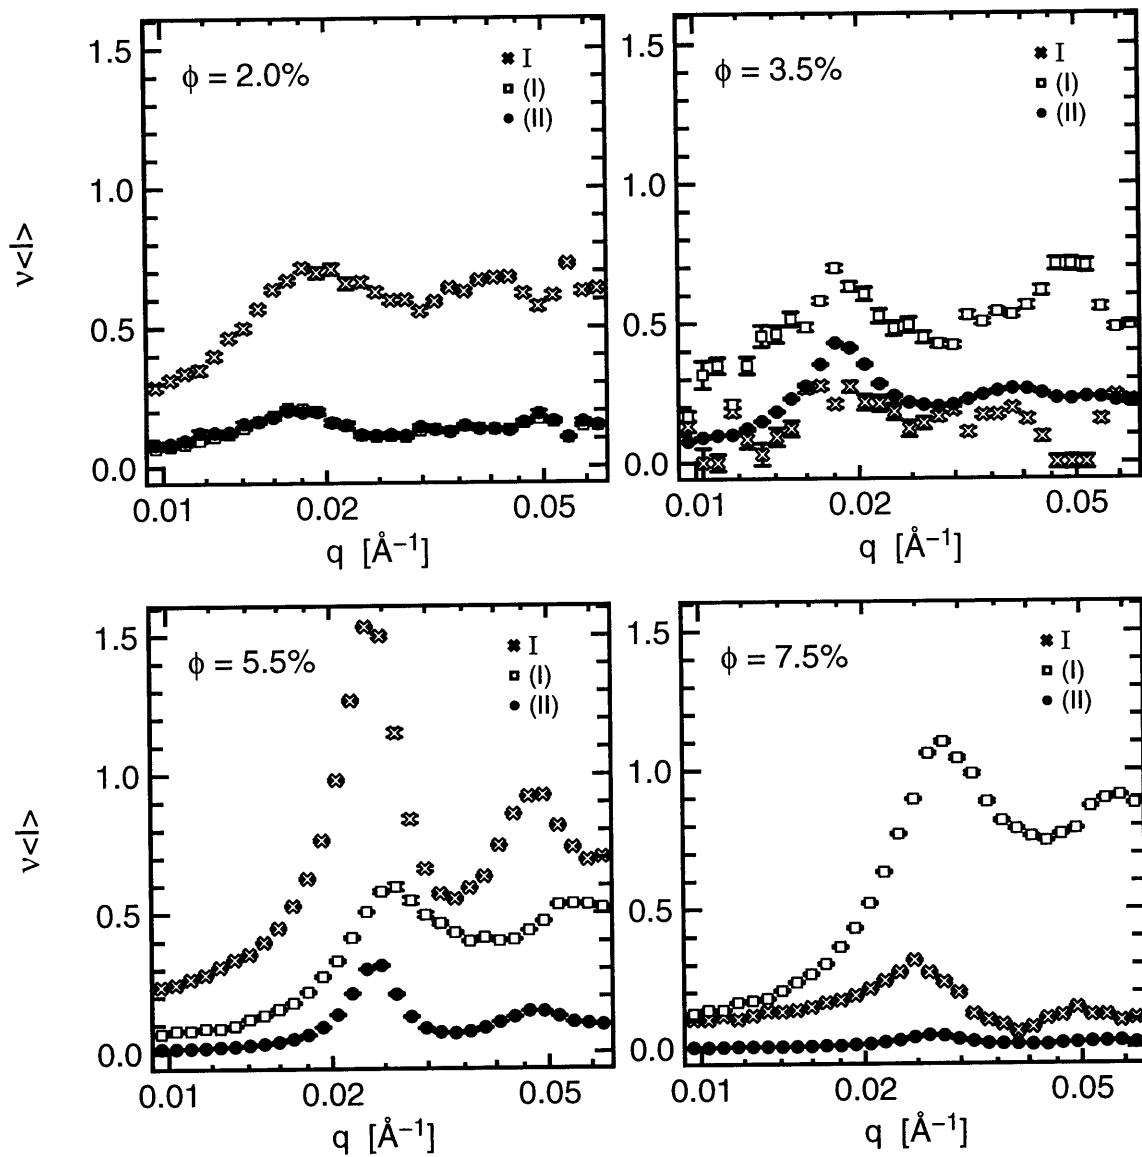 1.5
1.0
0.5
0.0
ν<I>
ϕ = 2.0%
I
(I)
(II)
0.01 0.02 0.05
q [Å⁻¹]
1.5
1.0
0.5
0.0
ϕ = 3.5%
I
(I)
(II)
0.01 0.02 0.05
q [Å⁻¹]
1.5
1.0
0.5
0.0
ν<I>
ϕ = 5.5%
I
(I)
(II)
0.01 0.02 0.05
q [Å⁻¹]
1.5
1.0
0.5
0.0
ϕ = 7.5%
I
(I)
(II)
0.01 0.02 0.05
q [Å⁻¹]